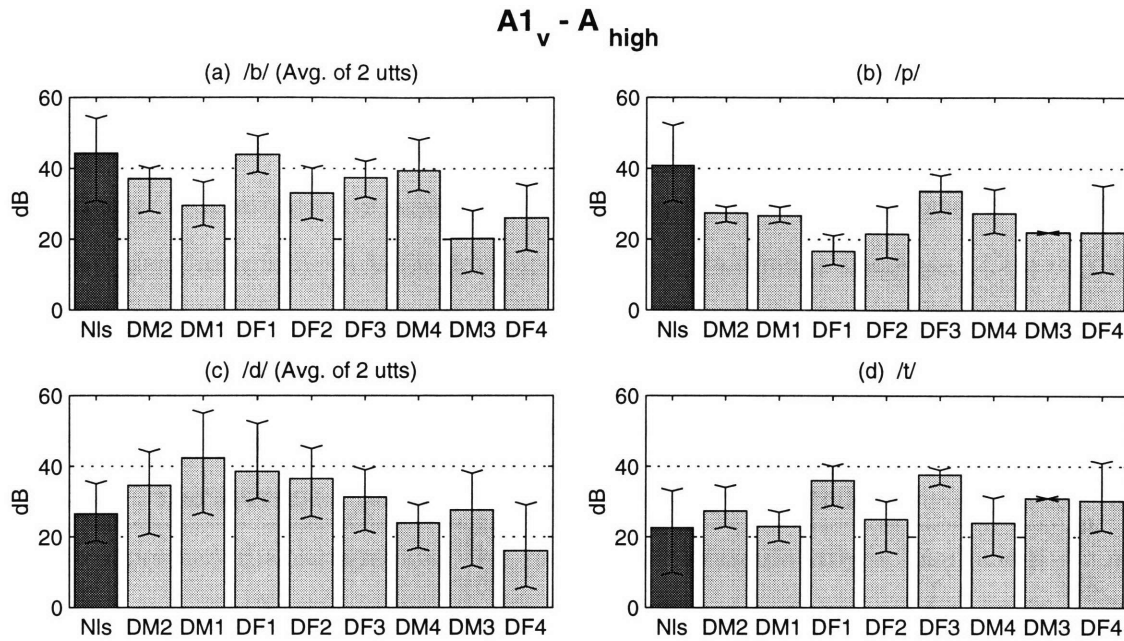 A1v - A high
(a) /b/ (Avg. of 2 utts)
60
40
20
0
dB
Nls DM2 DM1 DF1 DF2 DF3 DM4 DM3 DF4
(b) /p/
60
40
20
0
dB
Nls DM2 DM1 DF1 DF2 DF3 DM4 DM3 DF4
(c) /d/ (Avg. of 2 utts)
60
40
20
0
dB
Nls DM2 DM1 DF1 DF2 DF3 DM4 DM3 DF4
(d) /t/
60
40
20
0
dB
Nls DM2 DM1 DF1 DF2 DF3 DM4 DM3 DF4